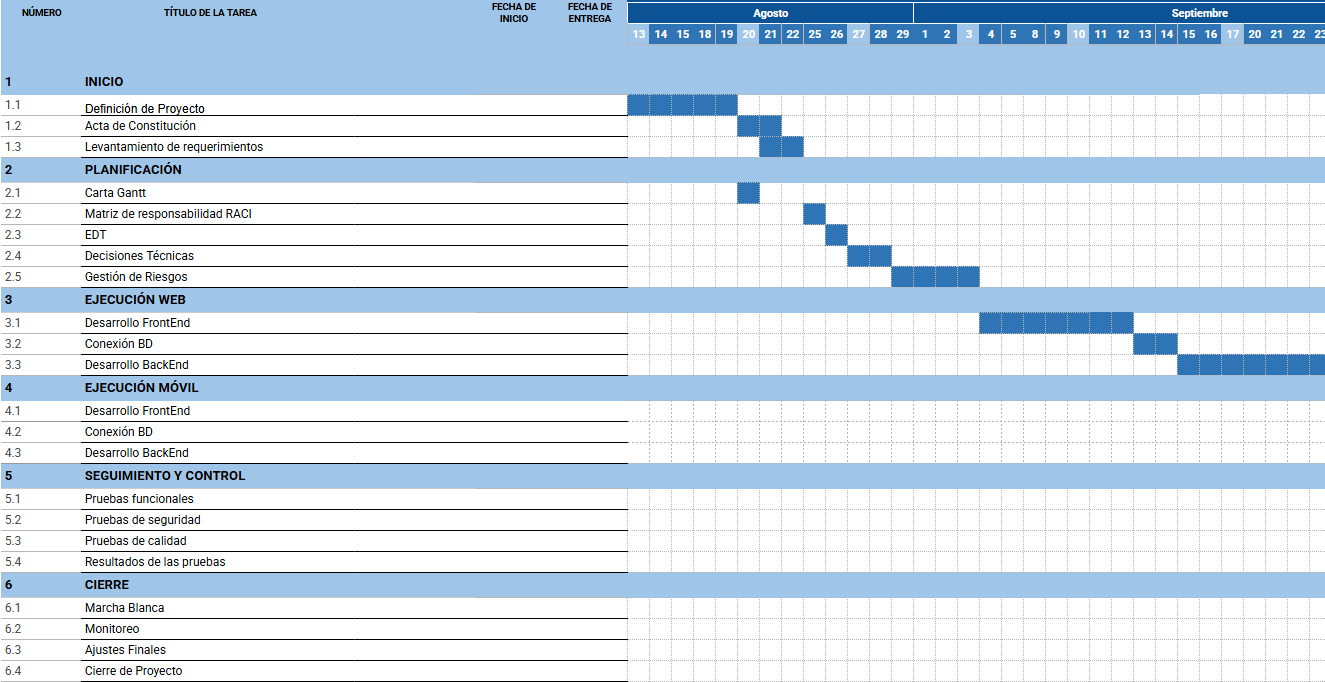 NÚMERO TÍTULO DE LA TAREA FECHA DE INICIO FECHA DE ENTREGA Agosto Septiembre
13 14 15 18 19 20 21 22 25 26 27 28 29 1 2 3 4 5 8 9 10 11 12 13 14 15 16 17 20 21 22 23
1 INICIO
1.1 Definición de Proyecto
1.2 Acta de Constitución
1.3 Levantamiento de requerimientos
2 PLANIFICACIÓN
2.1 Carta Gantt
2.2 Matriz de responsabilidad RACI
2.3 EDT
2.4 Decisiones Técnicas
2.5 Gestión de Riesgos
3 EJECUCIÓN WEB
3.1 Desarrollo FrontEnd
3.2 Conexión BD
3.3 Desarrollo BackEnd
4 EJECUCIÓN MÓVIL
4.1 Desarrollo FrontEnd
4.2 Conexión BD
4.3 Desarrollo BackEnd
5 SEGUIMIENTO Y CONTROL
5.1 Pruebas funcionales
5.2 Pruebas de seguridad
5.3 Pruebas de calidad
5.4 Resultados de las pruebas
6 CIERRE
6.1 Marcha Blanca
6.2 Monitoreo
6.3 Ajustes Finales
6.4 Cierre de Proyecto